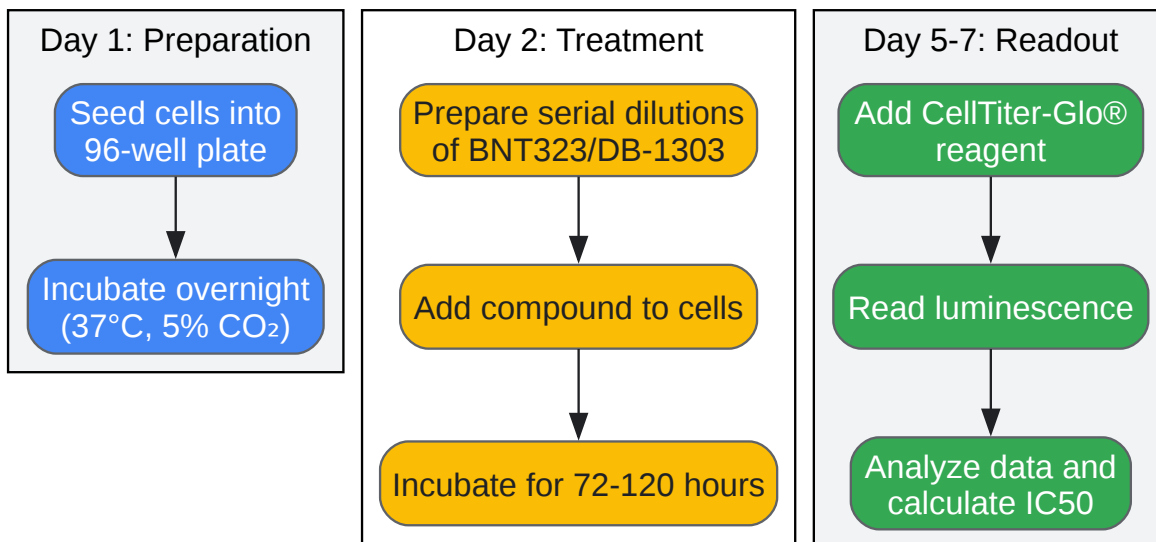 Day 1: Preparation
Seed cells into
96-well plate
Incubate overnight
(37°C, 5% CO₂)
Day 2: Treatment
Prepare serial dilutions
of BNT323/DB-1303
Add compound to cells
Incubate for 72-120 hours
Day 5-7: Readout
Add CellTiter-Glo®
reagent
Read luminescence
Analyze data and
calculate IC50